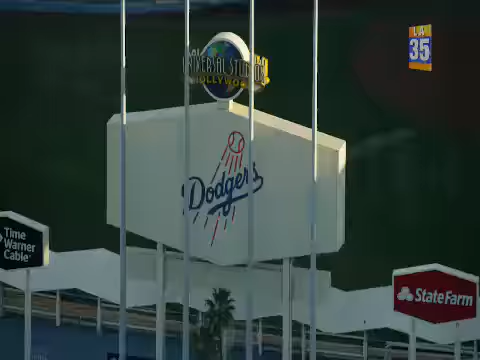 LA
35
UNIVERSAL STUDIOS
HOLLYWOOD
Dodgers
Time
Warner
Cable
State Farm